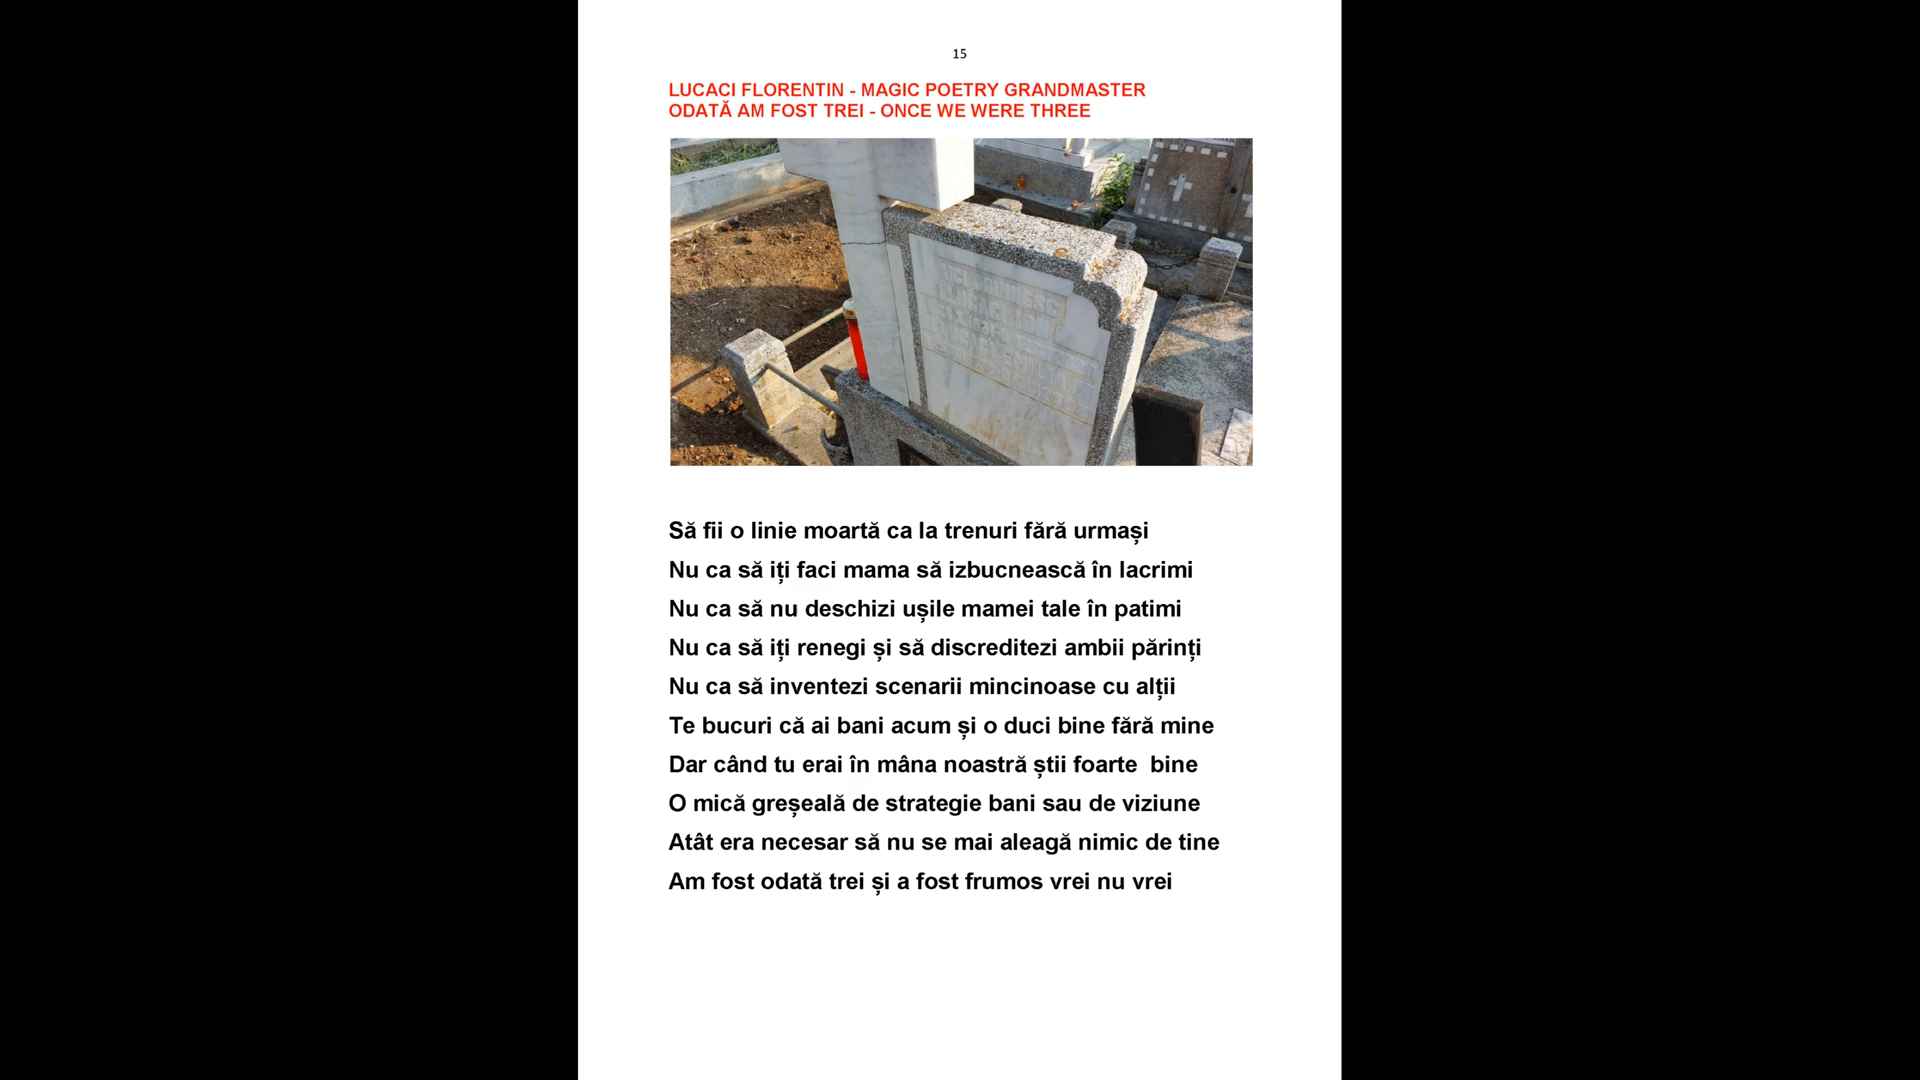 15
LUCACI FLORENTIN - MAGIC POETRY GRANDMASTER
ODATĂ AM FOST TREI - ONCE WE WERE THREE
Să fii o linie moartă ca la trenuri fără urmași
Nu ca să iți faci mama să izbucnească în lacrimi
Nu ca să nu deschizi ușile mamei tale în patimi
Nu ca să iți renegi și să discreditezi ambii părinți
Nu ca să inventezi scenarii mincinoase cu alții
Te bucuri că ai bani acum și o duci bine fără mine
Dar când tu erai în mâna noastră știi foarte  bine
O mică greșeală de strategie bani sau de viziune
Atât era necesar să nu se mai aleagă nimic de tine
Am fost odată trei și a fost frumos vrei nu vrei